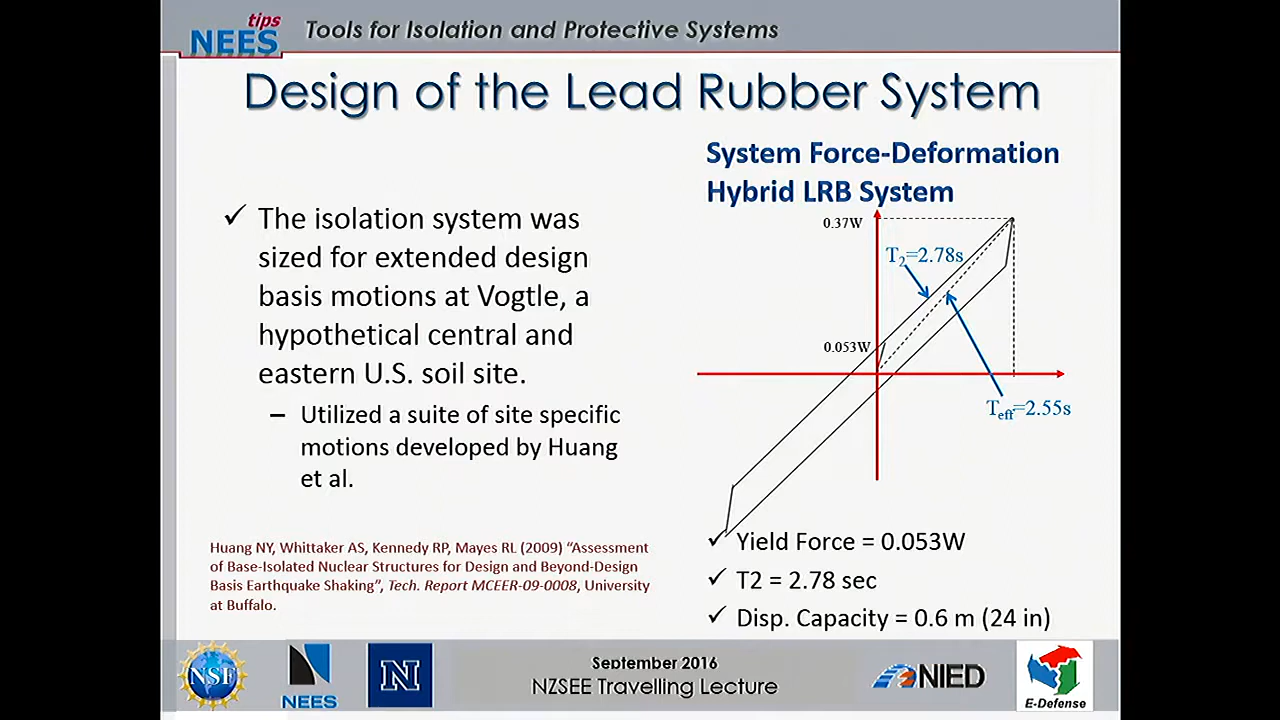 tips
NEES
Tools for Isolation and Protective Systems
Design of the Lead Rubber System
✓ The isolation system was
sized for extended design
basis motions at Vogtle, a
hypothetical central and
eastern U.S. soil site.
– Utilized a suite of site specific
motions developed by Huang
et al.
Huang NY, Whittaker AS, Kennedy RP, Mayes RL (2009) “Assessment
of Base-Isolated Nuclear Structures for Design and Beyond-Design
Basis Earthquake Shaking”, Tech. Report MCEER-09-0008, University
at Buffalo.
System Force-Deformation
Hybrid LRB System
0.37W
T2=2.78s
0.053W
Teff=2.55s
✓ Yield Force = 0.053W
✓ T2 = 2.78 sec
✓ Disp. Capacity = 0.6 m (24 in)
NSF
NEES
N
September 2016
NZSEE Travelling Lecture
NIED
E-Defense